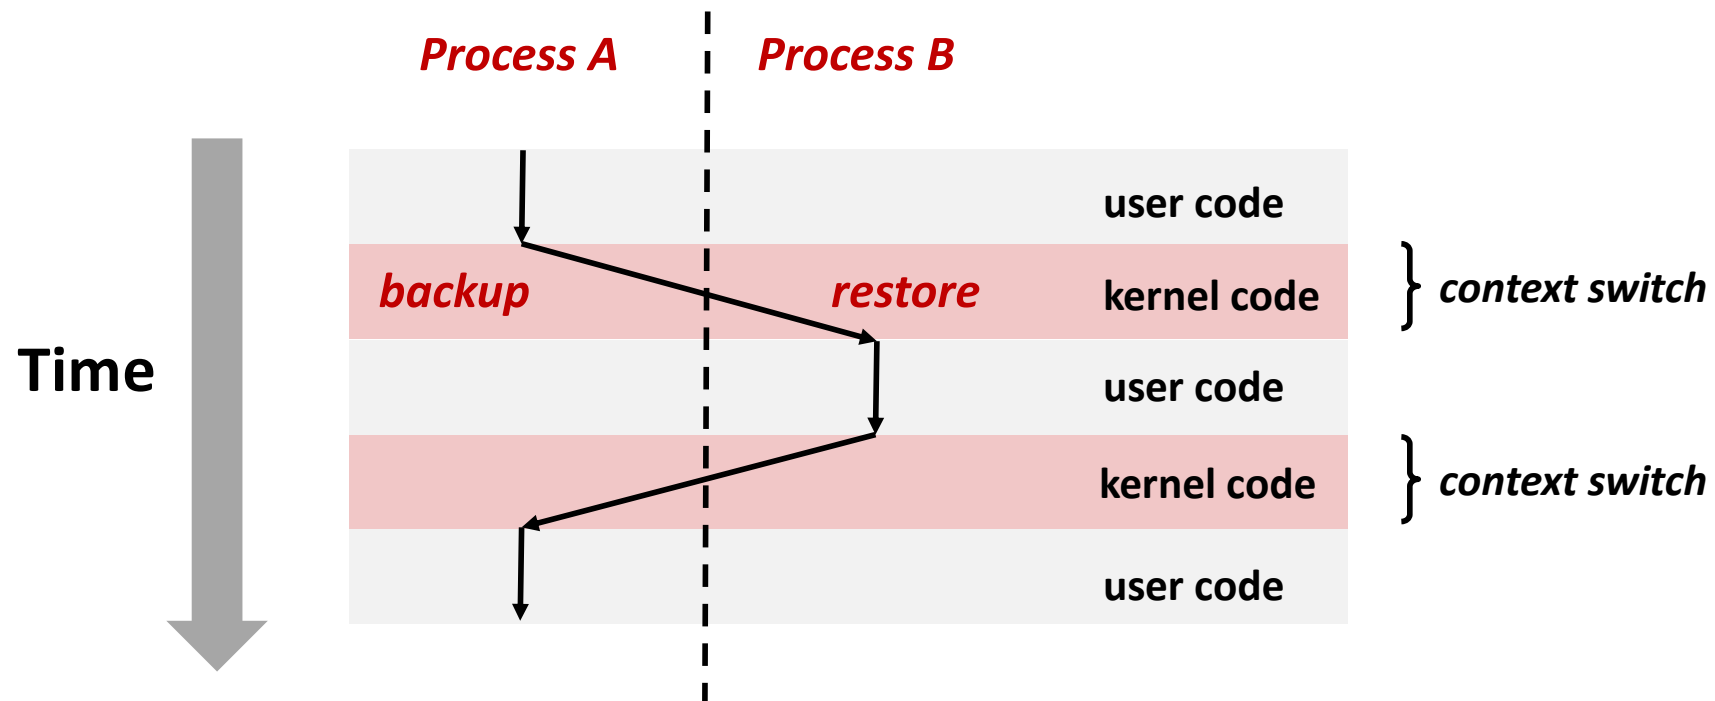 Process A
Process B
user code
backup
restore
kernel code
context switch
Time
user code
kernel code
context switch
user code